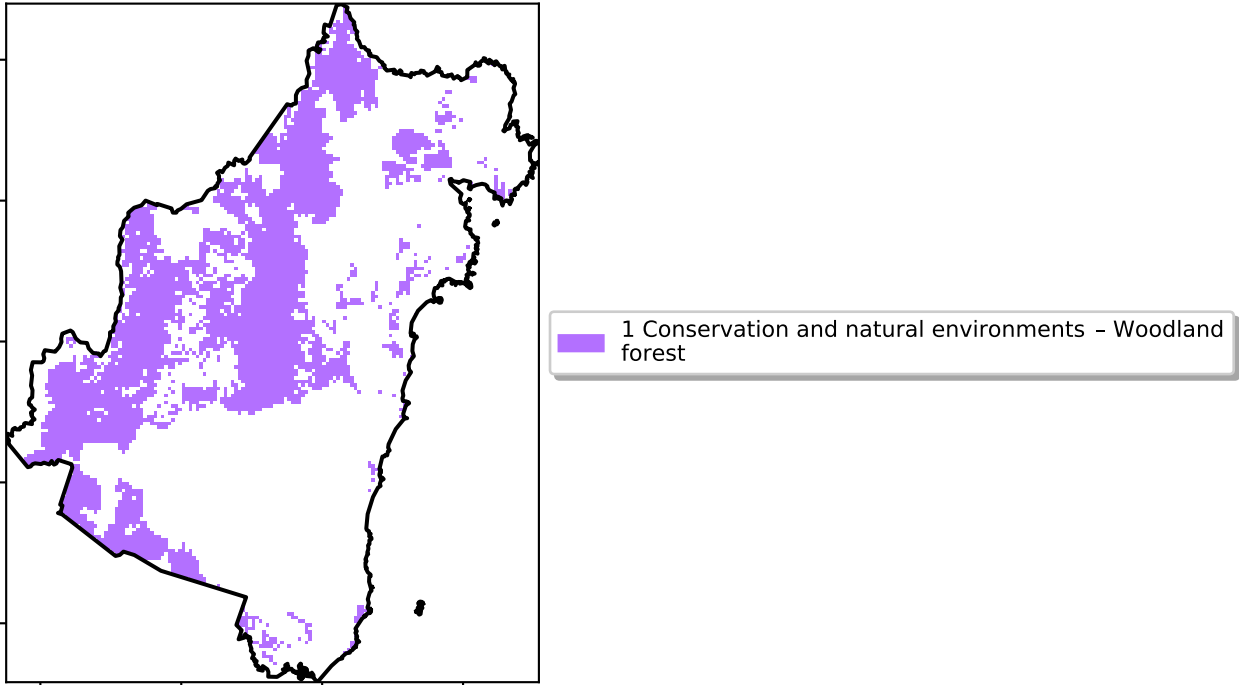 1 Conservation and natural environments – Woodland
forest